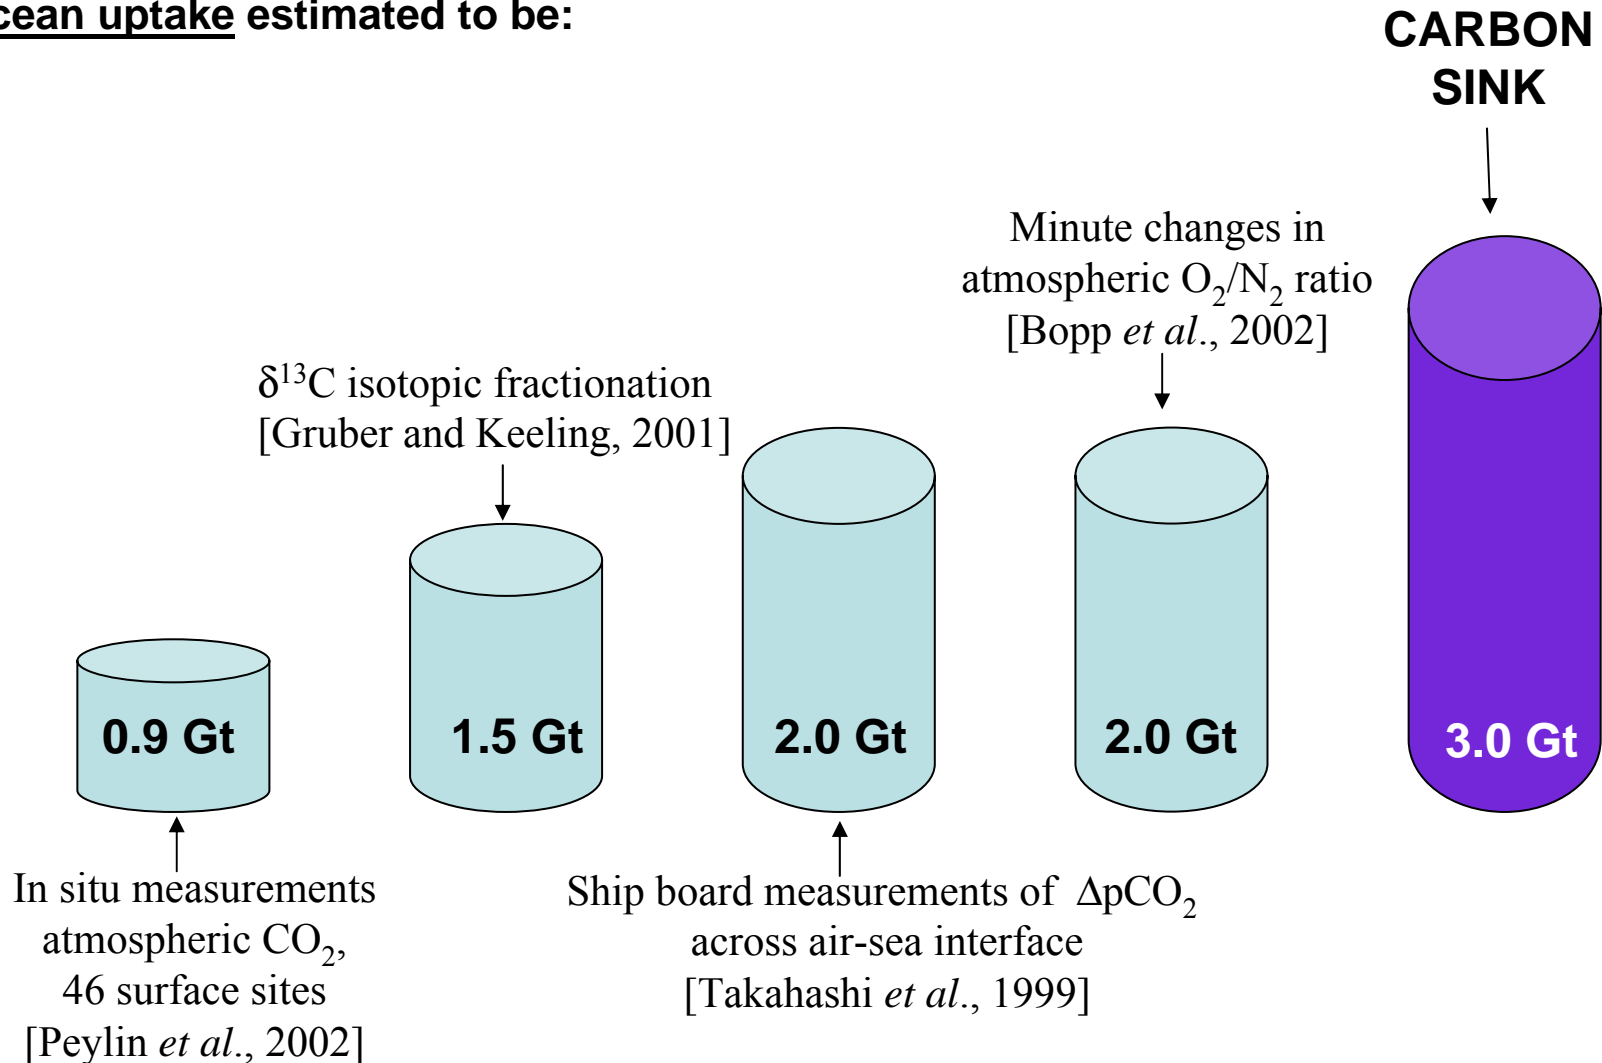 cean uptake estimated to be:
CARBON
SINK
Minute changes in
atmospheric O₂/N₂ ratio
[Bopp et al., 2002]
δ¹³C isotopic fractionation
[Gruber and Keeling, 2001]
0.9 Gt
1.5 Gt
2.0 Gt
2.0 Gt
3.0 Gt
In situ measurements
atmospheric CO₂,
46 surface sites
[Peylin et al., 2002]
Ship board measurements of ΔpCO₂
across air-sea interface
[Takahashi et al., 1999]